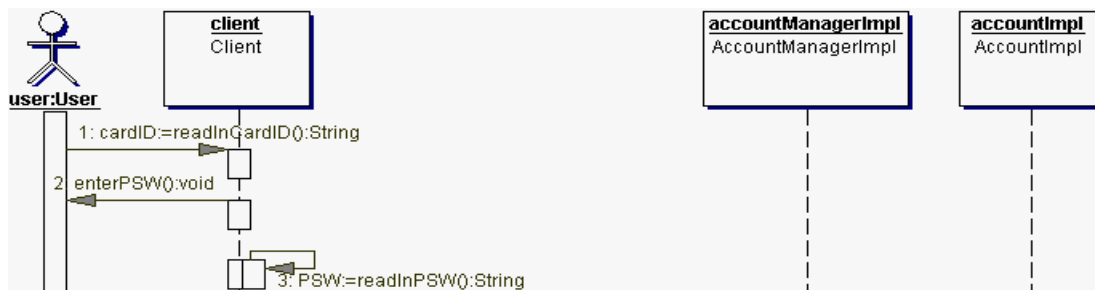 client
Client
accountManagerImpl
AccountManagerImpl
accountImpl
AccountImpl
user:User
1: cardID:=readInCardID():String
2 enterPSW():void
3: PSW:=readInPSW():String